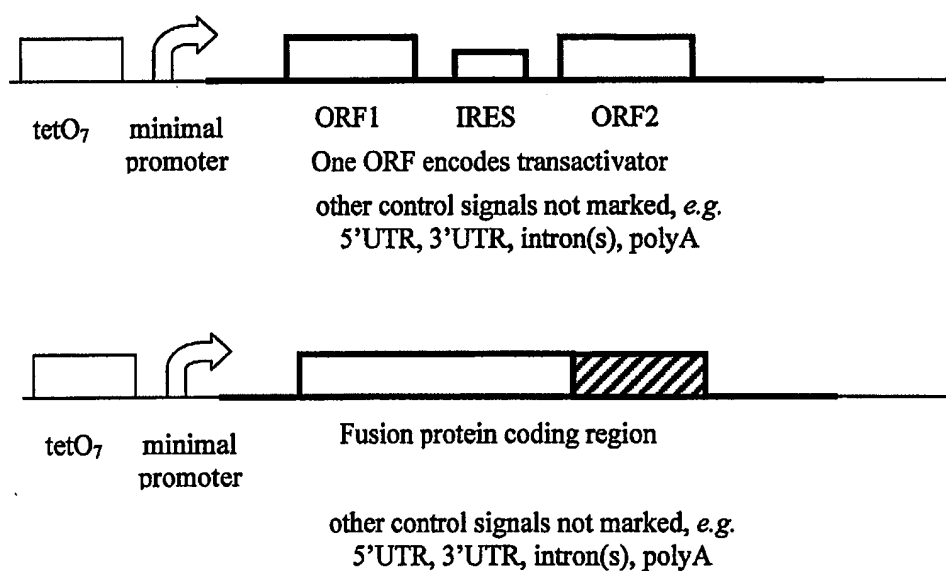 tetO₇ minimal promoter ORF1 IRES ORF2
One ORF encodes transactivator
other control signals not marked, e.g.
5'UTR, 3'UTR, intron(s), polyA
tetO₇ minimal promoter Fusion protein coding region
other control signals not marked, e.g.
5'UTR, 3'UTR, intron(s), polyA